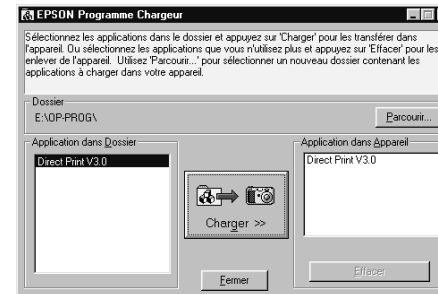 EPSON Programme Chargeur
Sélectionnez les applications dans le dossier et appuyez sur 'Charger' pour les transférer dans
l'appareil. Ou sélectionnez les applications que vous n'utilisez plus et appuyez sur 'Effacer' pour les
enlever de l'appareil. Utilisez 'Parcourir...' pour sélectionner un nouveau dossier contenant les
applications à charger dans votre appareil.
Dossier
E:\OP-PROG\
Parcourir...
Application dans Dossier
Application dans Appareil
Direct Print V3.0
Direct Print V3.0
Charger >>
Effacer
Fermer